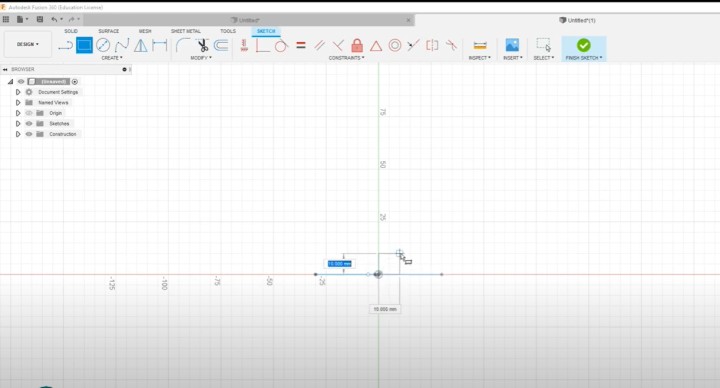 Autodesk Fusion 360 (Education License)
Untitled*
Untitled*(1)
DESIGN
SOLID SURFACE MESH SHEET METAL TOOLS SKETCH
CREATE MODIFY CONSTRAINTS INSPECT INSERT SELECT FINISH SKETCH
BROWSER
(Unsaved)
Document Settings
Named Views
Origin
Sketches
Construction
75
50
25
10.000 mm
-125
-100
-75
-50
-25
10.000 mm